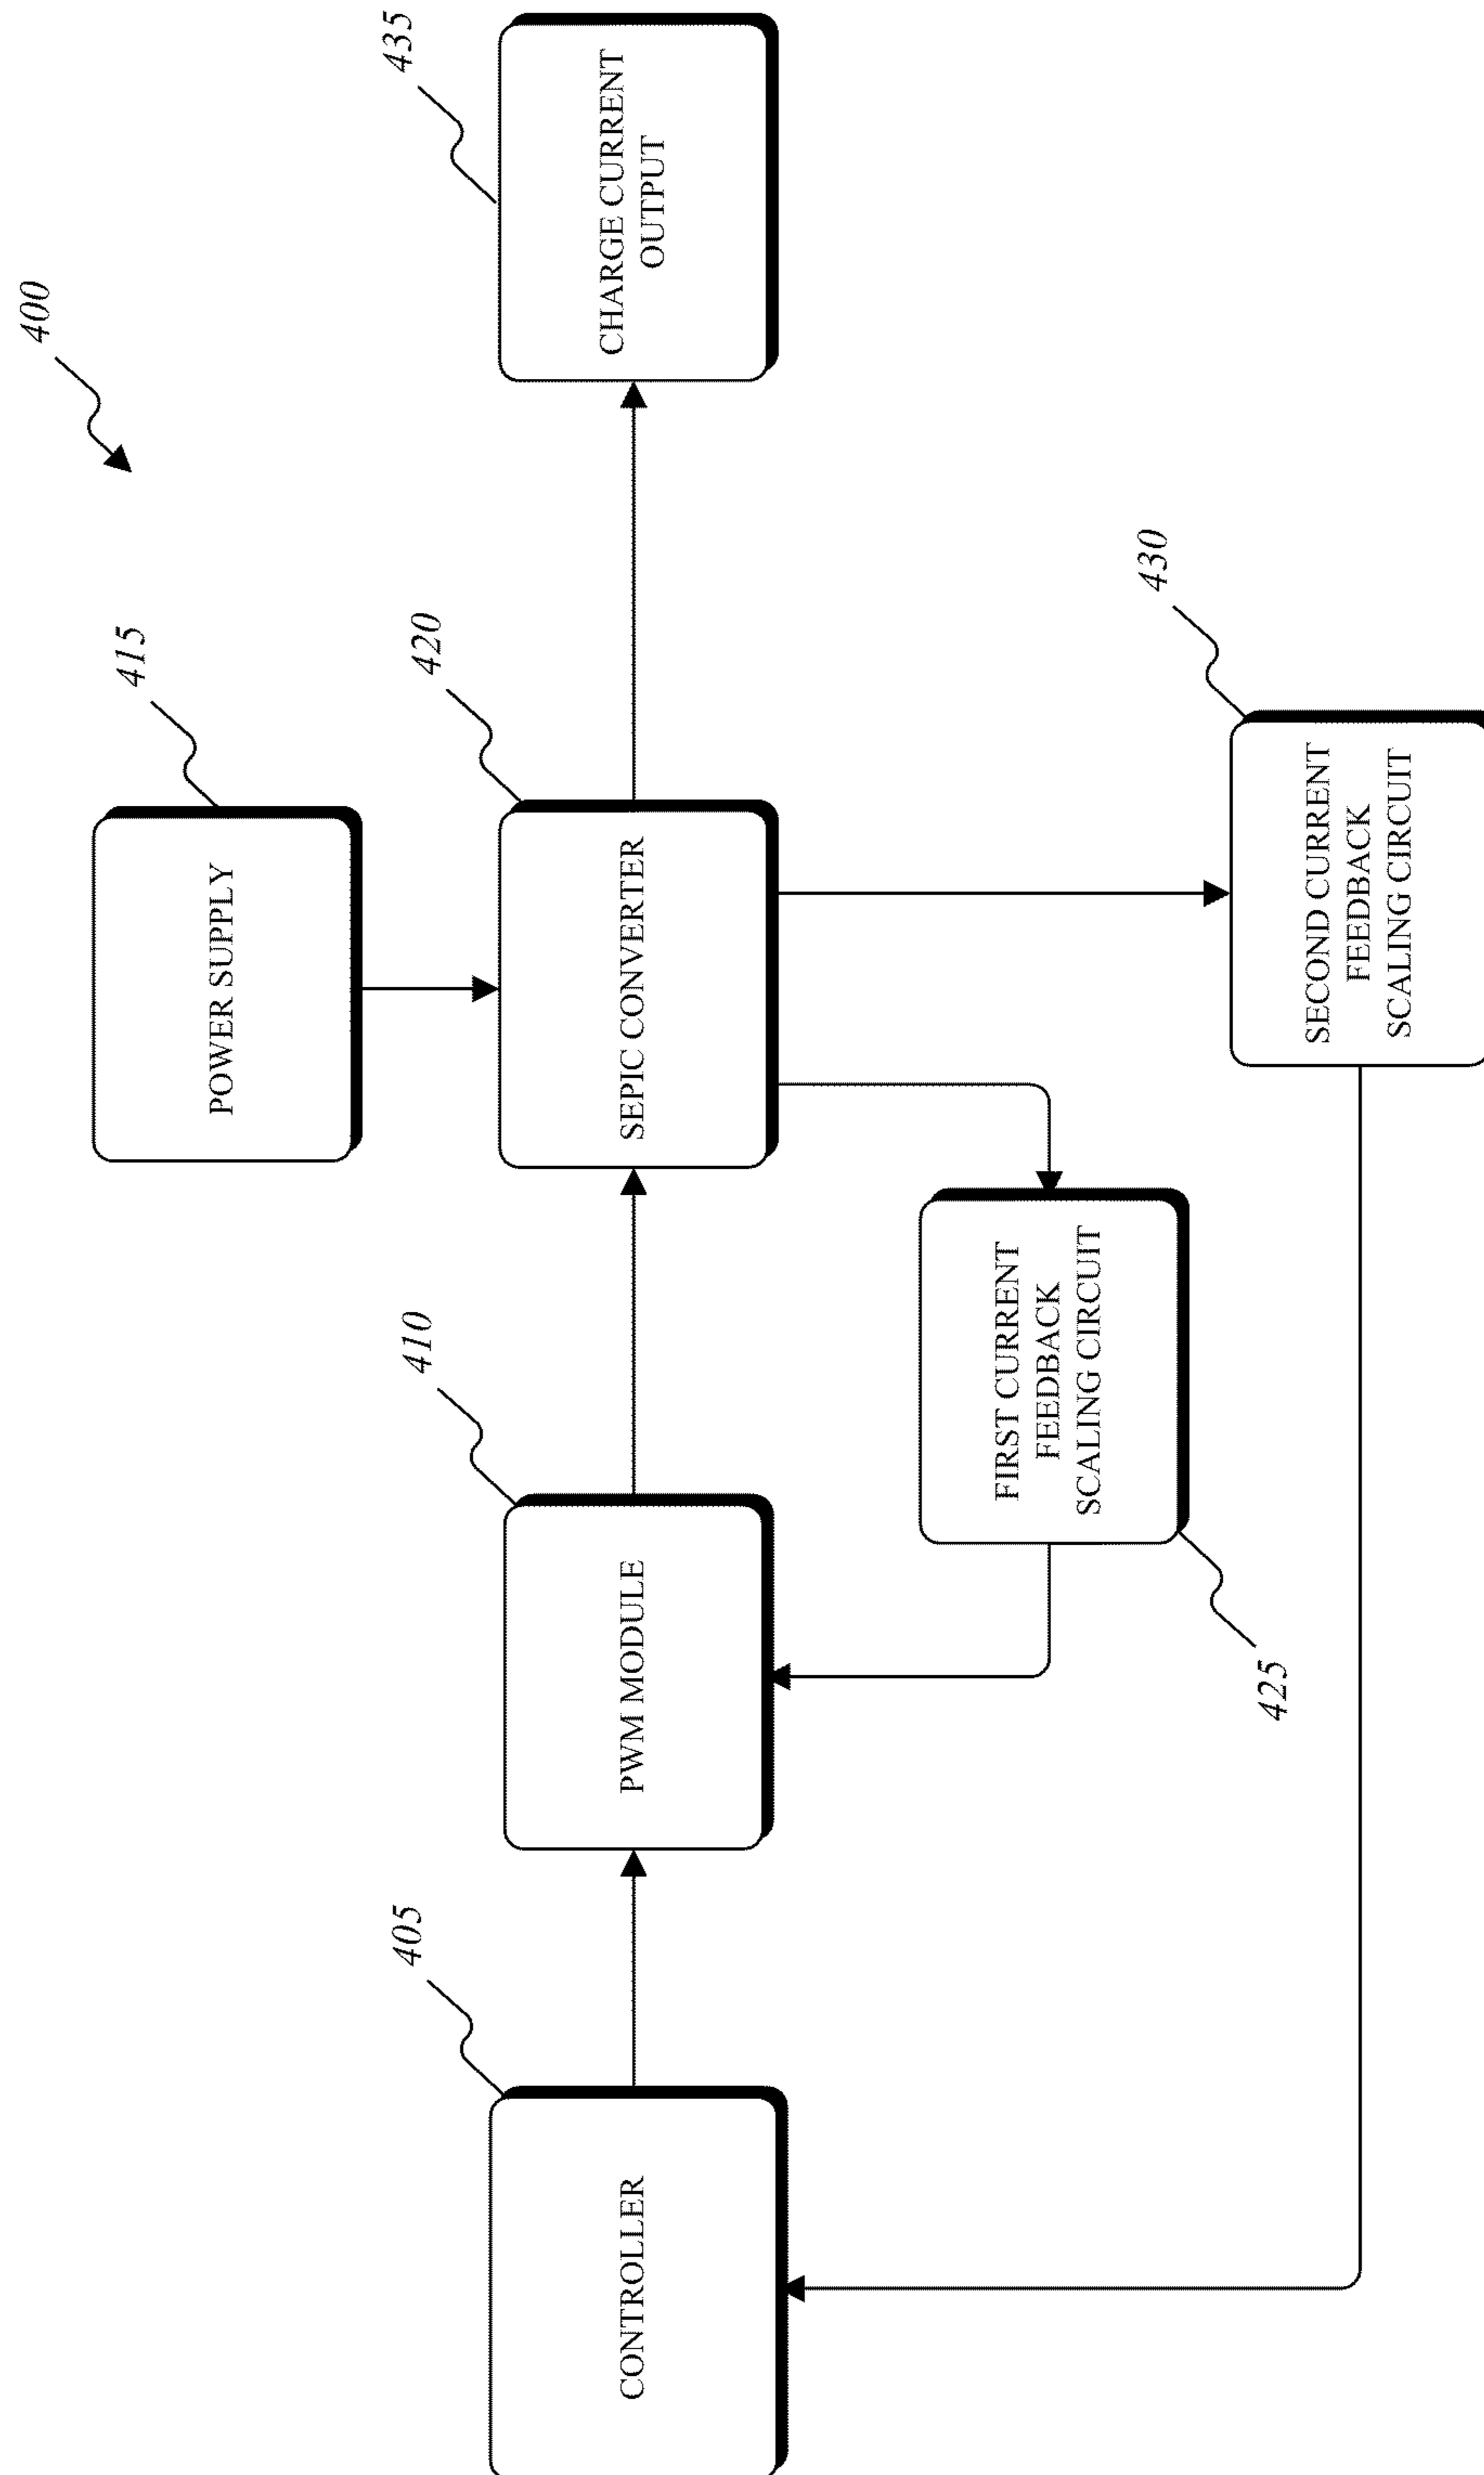 400
415
POWER SUPPLY
405
CONTROLLER
410
PWM MODULE
420
SEPIC CONVERTER
435
CHARGE CURRENT
OUTPUT
FIRST CURRENT
FEEDBACK
SCALING CIRCUIT
425
430
SECOND CURRENT
FEEDBACK
SCALING CIRCUIT